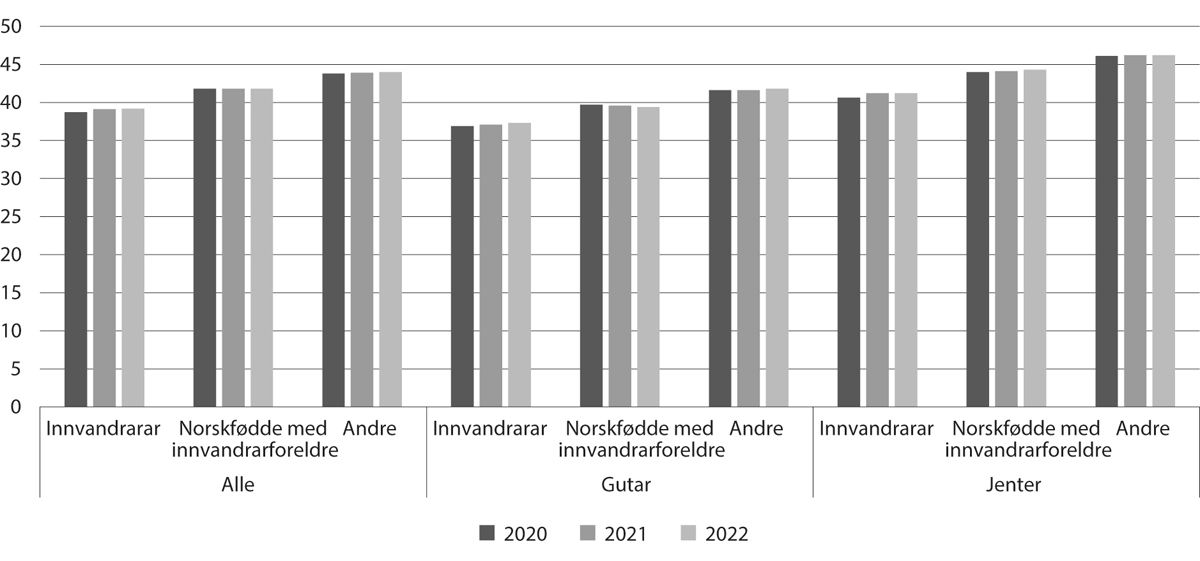 50
45
40
35
30
25
20
15
10
5
0
Innvandrarar
Norskfødde med
innvandrarforeldre
Andre
Innvandrarar
Norskfødde med
innvandrarforeldre
Andre
Innvandrarar
Norskfødde med
innvandrarforeldre
Andre
Alle
Gutar
Jenter
2020
2021
2022